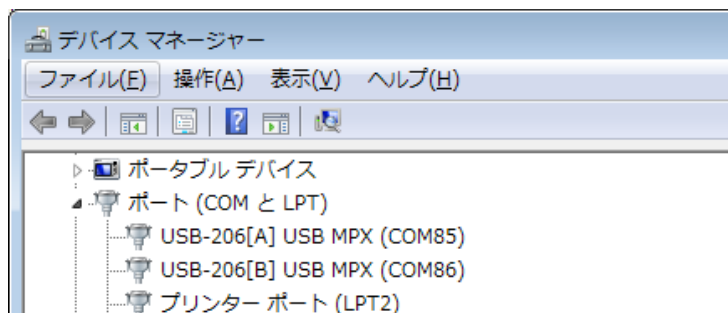 デバイス マネージャー
ファイル(F) 操作(A) 表示(V) ヘルプ(H)
?
ポータブル デバイス
ポート (COM と LPT)
USB-206[A] USB MPX (COM85)
USB-206[B] USB MPX (COM86)
プリンター ポート (LPT2)